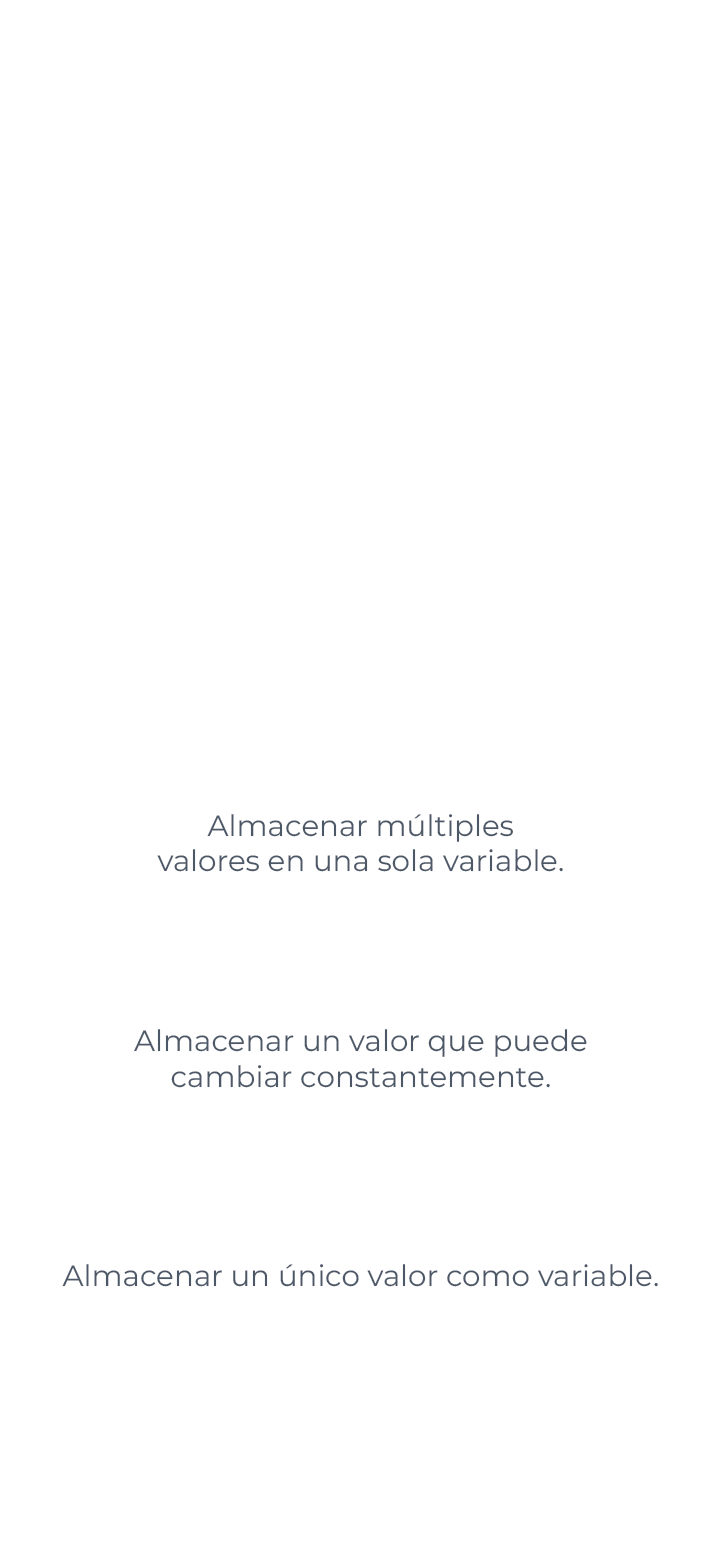 Almacenar múltiples
valores en una sola variable.
Almacenar un valor que puede
cambiar constantemente.
Almacenar un único valor como variable.